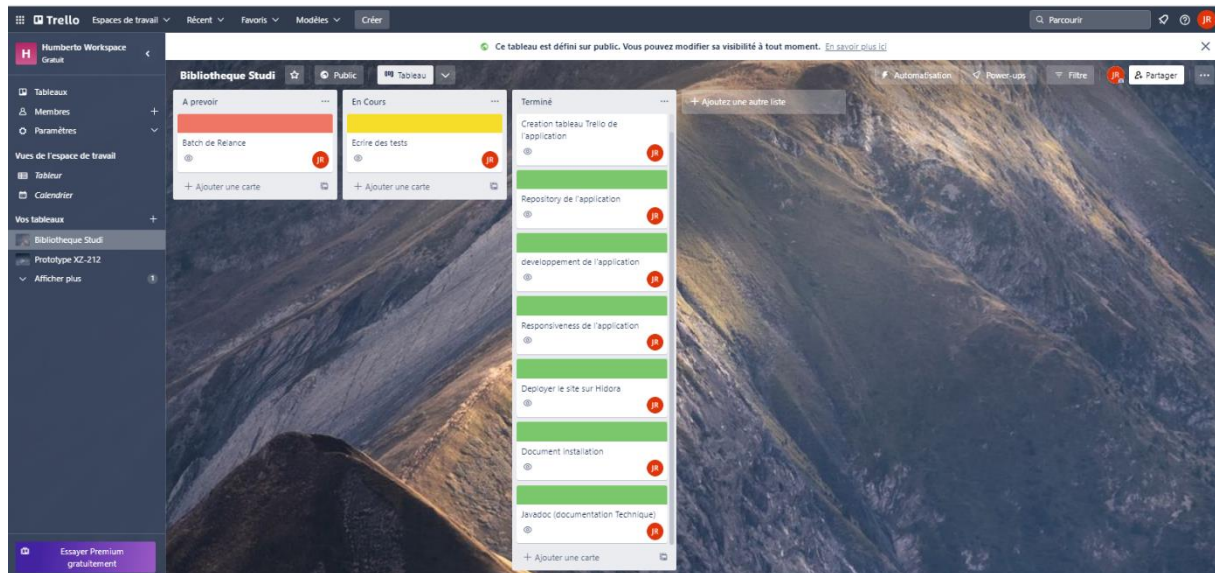 Trello Espaces de travail Récent Favoris Modèles Créer Parcourir JR
H Humberto Workspace
Gratuit
Ce tableau est défini sur public. Vous pouvez modifier sa visibilité à tout moment. En savoir plus ici
Bibliotheque Studi Public Tableau Automatisation Power-ups Filtre JR Partager
Tableaux
Membres
Paramètres
Vues de l'espace de travail
Tableur
Calendrier
Vos tableaux
Bibliotheque Studi
Prototype XZ-212
Afficher plus 1
Essayer Premium
gratuitement
A prevoir
Batch de Relance
JR
+ Ajouter une carte
En Cours
Ecrire des tests
JR
+ Ajouter une carte
Terminé
Creation tableau Trello de
l'application
JR
Repository de l'application
JR
developpement de l'application
JR
Responsiveness de l'application
JR
Deployer le site sur Hidora
JR
Document installation
JR
Javadoc (documentation Technique)
JR
+ Ajouter une carte
+ Ajoutez une autre liste